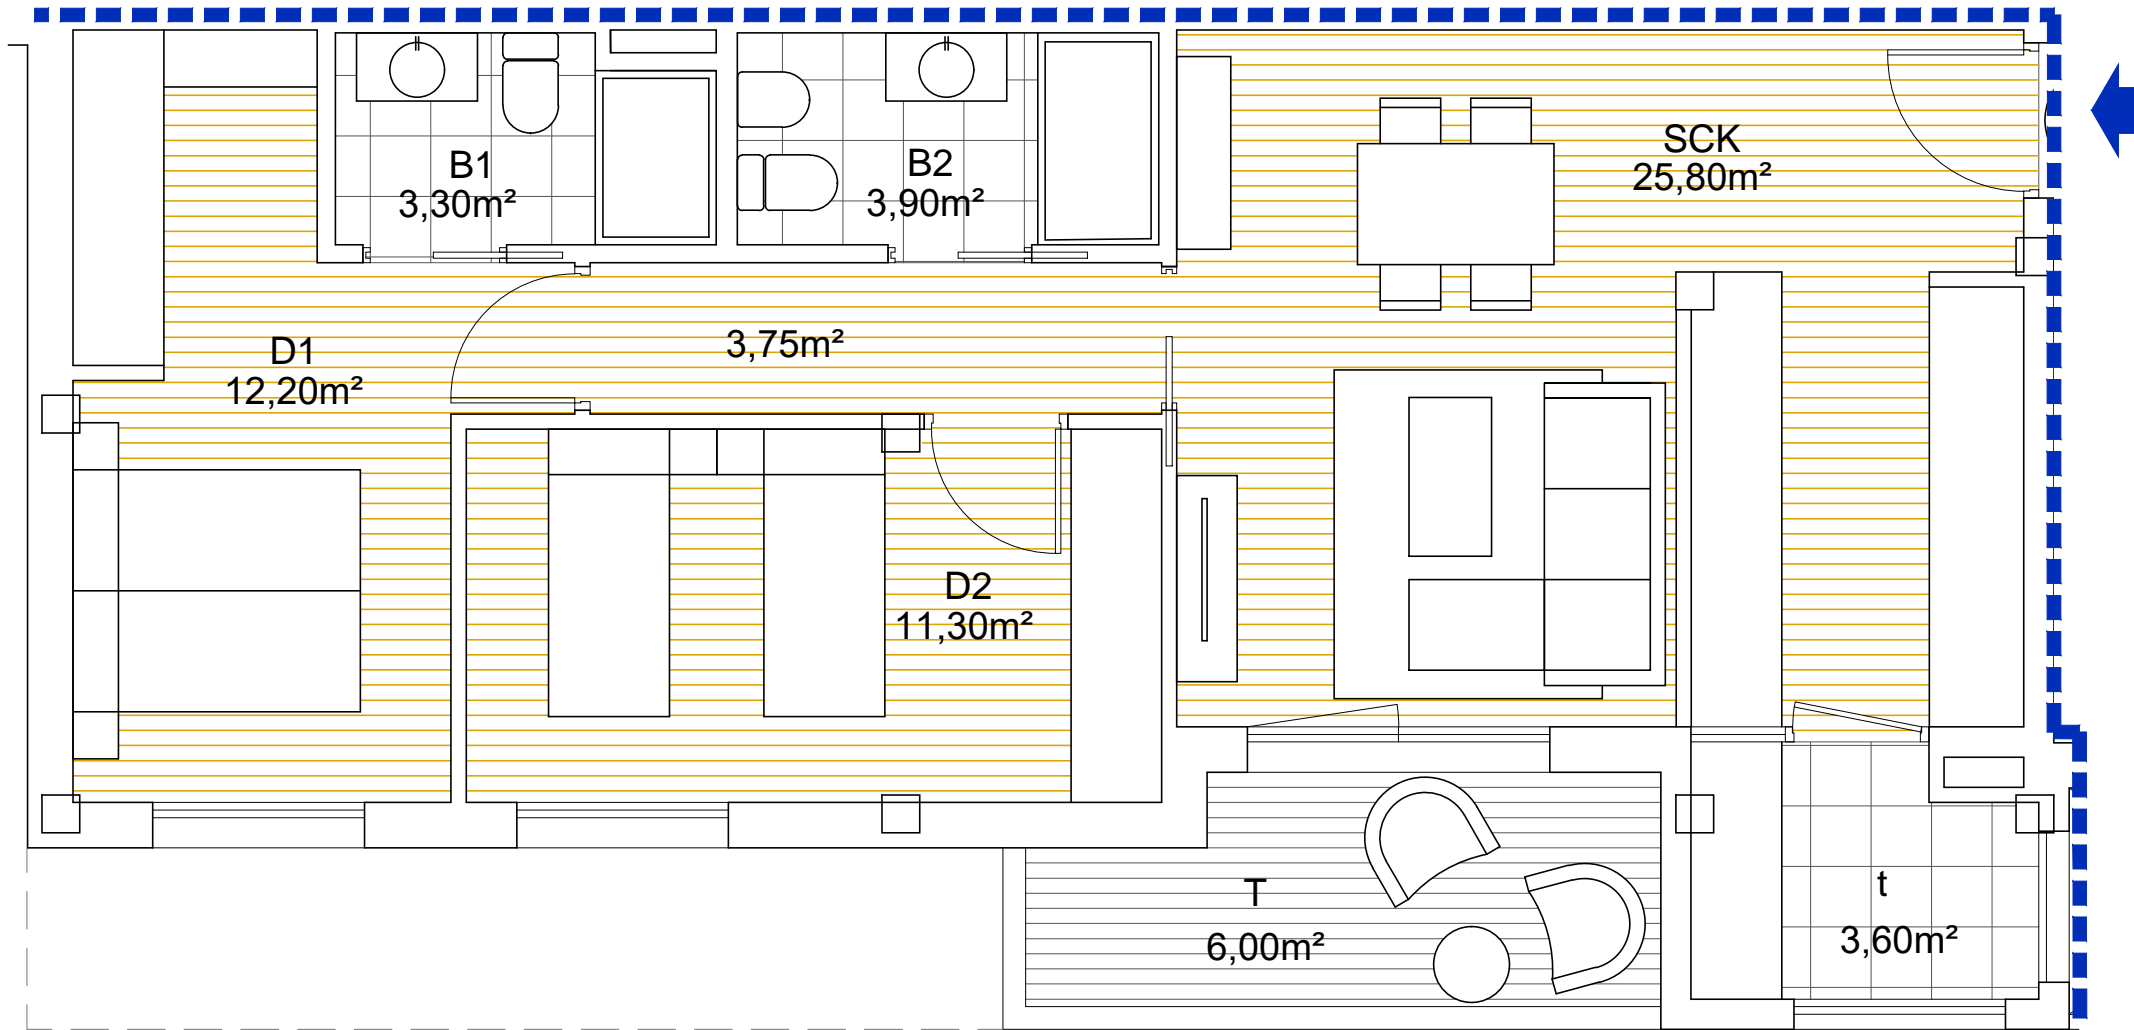 B1
3,30m²
B2
3,90m²
SCK
25,80m²
D1
12,20m²
3,75m²
D2
11,30m²
T
6,00m²
t
3,60m²